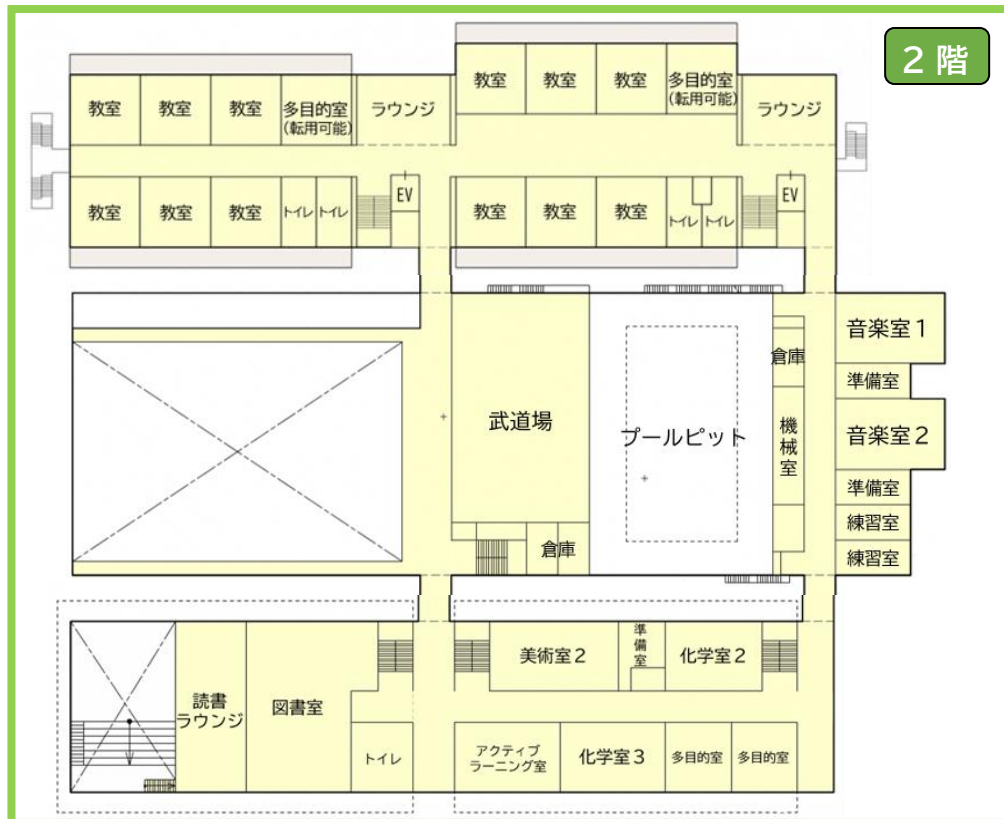 2階
教室
教室
教室
多目的室
(転用可能)
ラウンジ
教室
教室
教室
多目的室
(転用可能)
ラウンジ
教室
教室
教室
トイレ
トイレ
EV
教室
教室
教室
トイレ
トイレ
EV
武道場
倉庫
プールピット
倉庫
機械室
音楽室1
準備室
音楽室2
準備室
練習室
練習室
読書
ラウンジ
図書室
トイレ
美術室2
準備室
化学室2
アクティブ
ラーニング室
化学室3
多目的室
多目的室